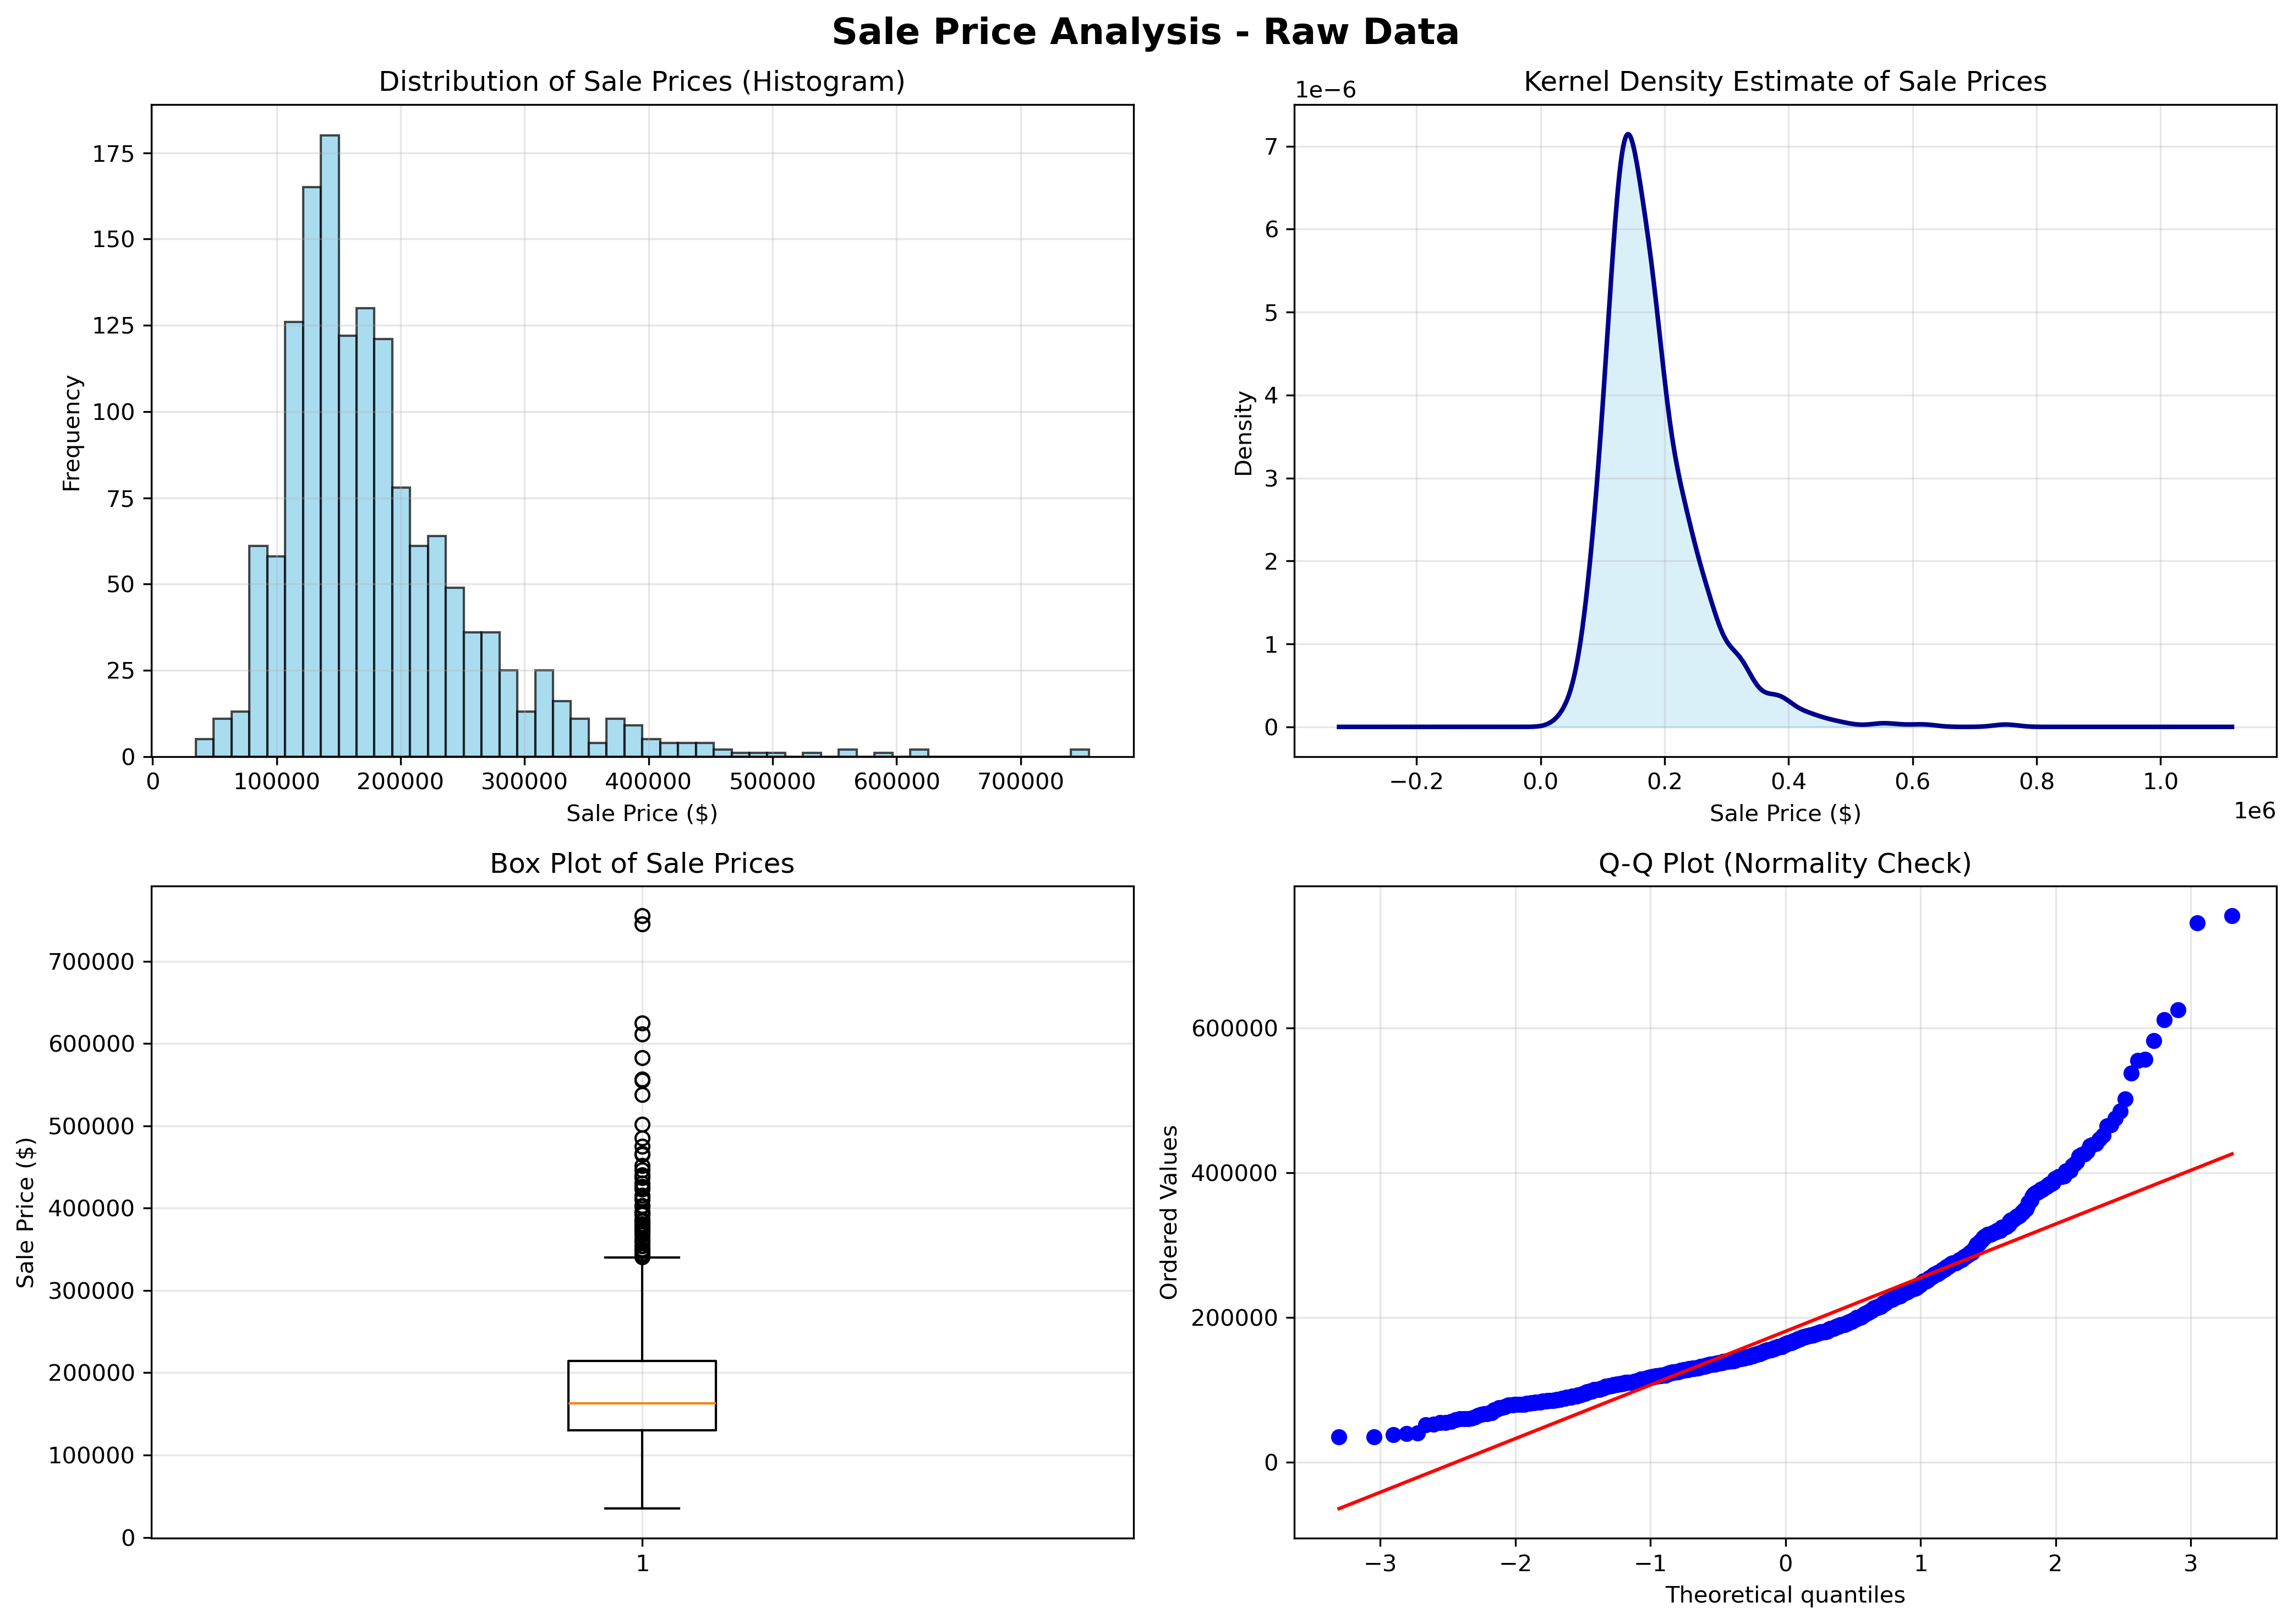 Sale Price Analysis - Raw Data
Distribution of Sale Prices (Histogram)
Frequency
175
150
125
100
75
50
25
0
0 100000 200000 300000 400000 500000 600000 700000
Sale Price ($)
Kernel Density Estimate of Sale Prices
1e−6
Density
7
6
5
4
3
2
1
0
−0.2 0.0 0.2 0.4 0.6 0.8 1.0
1e6
Sale Price ($)
Box Plot of Sale Prices
Sale Price ($)
700000
600000
500000
400000
300000
200000
100000
0
1
Q-Q Plot (Normality Check)
Ordered Values
600000
400000
200000
0
−3 −2 −1 0 1 2 3
Theoretical quantiles